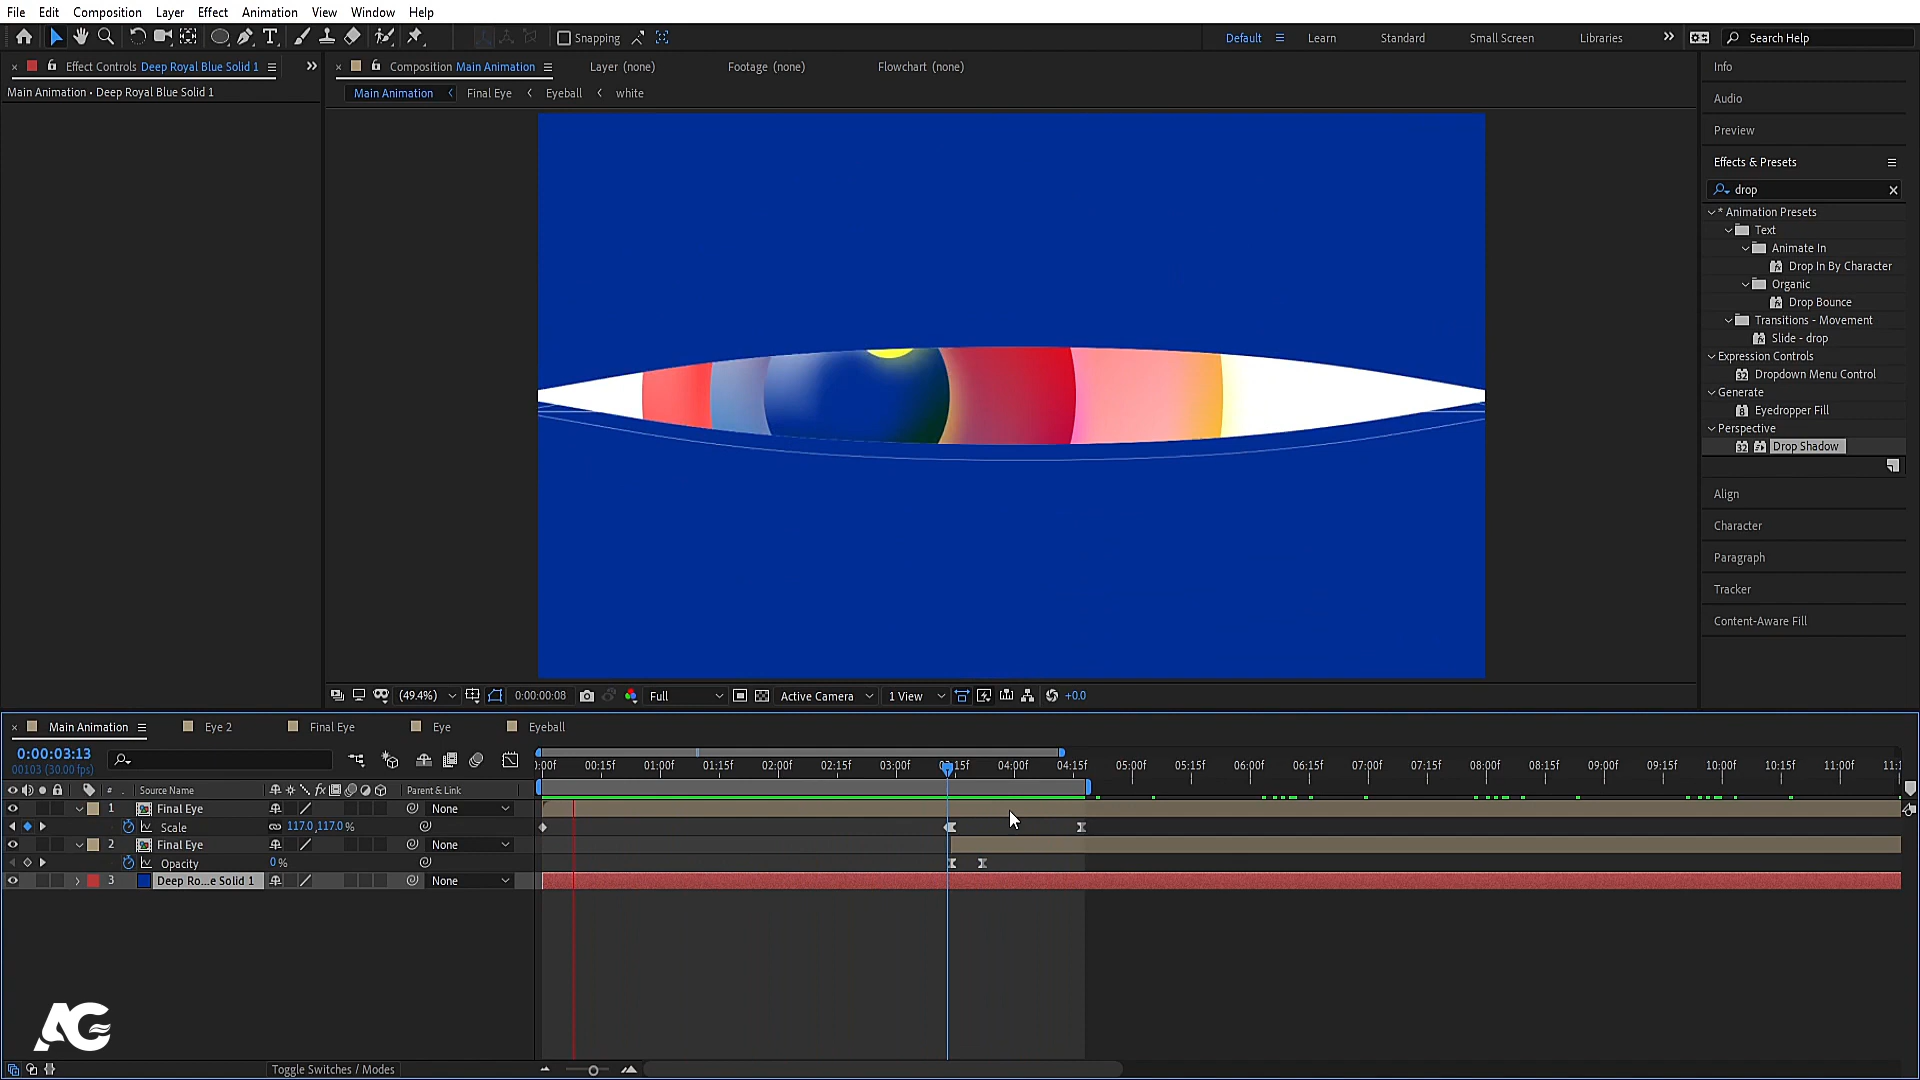 File Edit Composition Layer Effect Animation View Window Help
Snapping Default Learn Standard Small Screen Libraries Search Help
Effect Controls Deep Royal Blue Solid 1
Composition Main Animation Layer (none) Footage (none) Flowchart (none)
Info
Main Animation • Deep Royal Blue Solid 1
Main Animation Final Eye Eyeball white
Audio
Preview
Effects & Presets
drop
* Animation Presets
Text
Animate In
Drop In By Character
Organic
Drop Bounce
Transitions - Movement
Slide - drop
Expression Controls
Dropdown Menu Control
Generate
Eyedropper Fill
Perspective
Drop Shadow
Align
Character
Paragraph
Tracker
Content-Aware Fill
(49.4%) 0:00:00:08 Full Active Camera 1 View +0.0
Main Animation Eye 2 Final Eye Eye Eyeball
0:00:03:13
00103 (30.00 fps)
:00f 00:15f 01:00f 01:15f 02:00f 02:15f 03:00f 04:00f 04:15f 05:00f 05:15f 06:00f 06:15f 07:00f 07:15f 08:00f 08:15f 09:00f 09:15f 10:00f 10:15f 11:00f
# Source Name fx Parent & Link
1 Final Eye None
Scale 117.0,117.0%
2 Final Eye None
Opacity 0%
3 Deep Ro...e Solid 1 None
AG
Toggle Switches / Modes